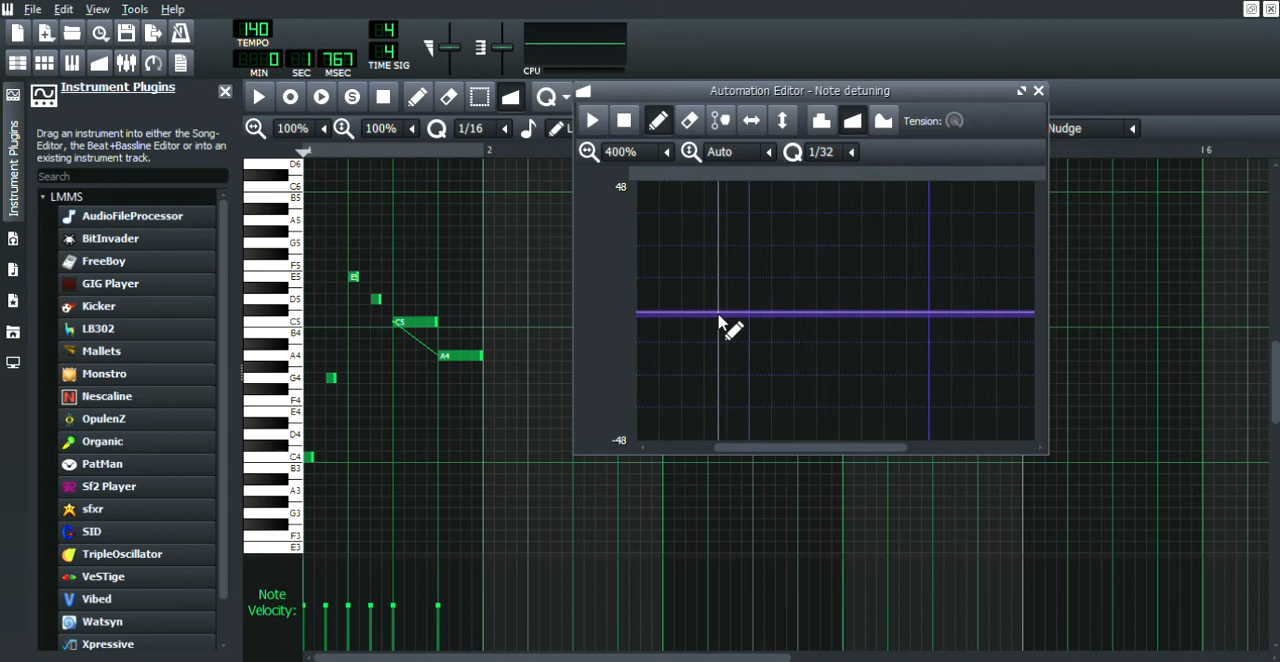 File Edit View Tools Help
140
TEMPO
4
4
TIME SIG
0 1 767
MIN SEC MSEC
CPU
Instrument Plugins
Instrument Plugins
Drag an instrument into either the Song-
Editor, the Beat+Bassline Editor or into an
existing instrument track.
Search
LMMS
AudioFileProcessor
BitInvader
FreeBoy
GIG Player
Kicker
LB302
Mallets
Monstro
Nescaline
OpulenZ
Organic
PatMan
Sf2 Player
sfxr
SID
TripleOscillator
VeSTige
Vibed
Watsyn
Xpressive
S
Q
100% 100% Q 1/16 L Nudge
1 2 6
D6
C6
B5
A5
G5
F5
E5
D5
C5
B4
A4
G4
F4
E4
D4
C4
B3
A3
G3
F3
E3
C5
A4
Note
Velocity:
Automation Editor - Note detuning
Tension:
400% Auto Q 1/32
48
-48